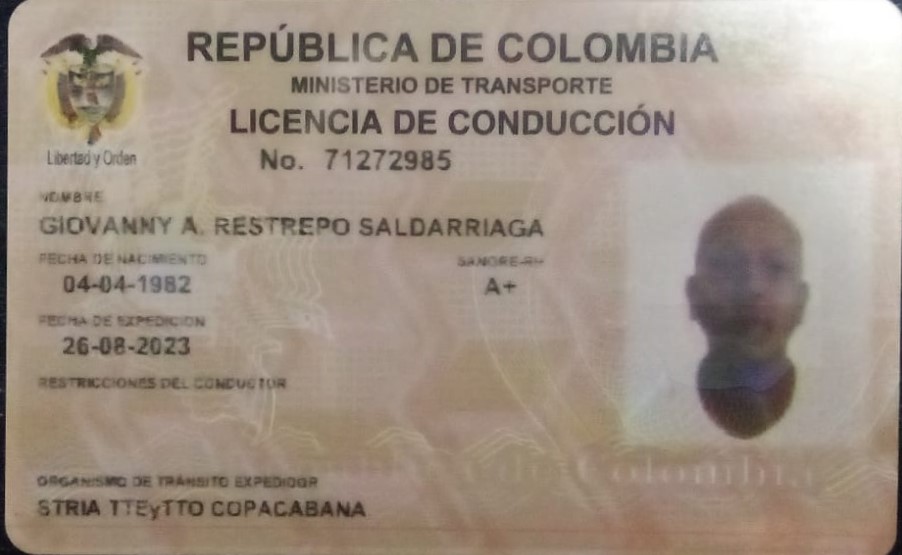 REPÚBLICA DE COLOMBIA
MINISTERIO DE TRANSPORTE
LICENCIA DE CONDUCCIÓN
Libertad y Orden
No. 71272985
NOMBRE
GIOVANNY A. RESTREPO SALDARRIAGA
FECHA DE NACIMIENTO
SANGRE-RH
04-04-1982
A+
FECHA DE EXPEDICION
26-08-2023
RESTRICCIONES DEL CONDUCTOR
Colombia
ORGANISMO DE TRÁNSITO EXPEDIDOR
STRIA TTEyTTO COPACABANA